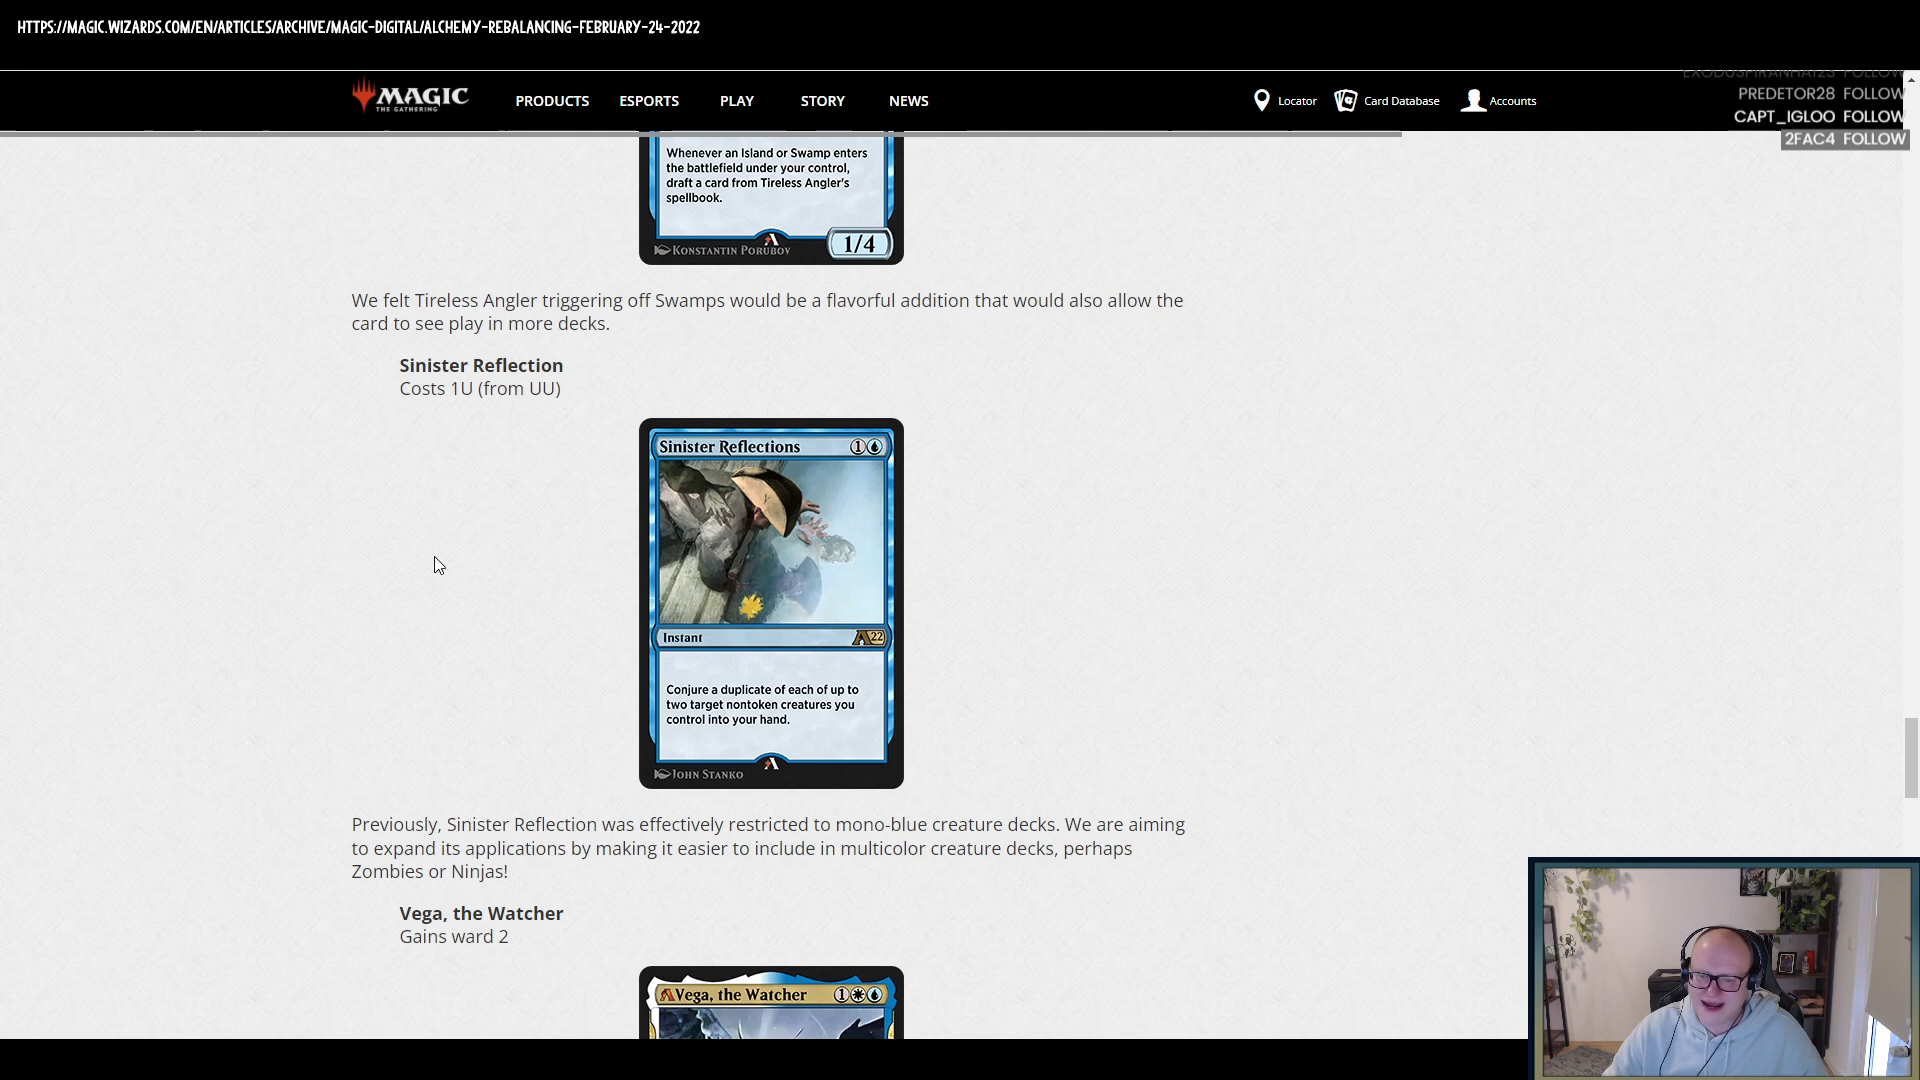 HTTPS://MAGIC.WIZARDS.COM/EN/ARTICLES/ARCHIVE/MAGIC-DIGITAL/ALCHEMY-REBALANCING-FEBRUARY-24-2022
MAGIC
THE GATHERING
PRODUCTS
ESPORTS
PLAY
STORY
NEWS
Locator
Card Database
Accounts
PREDETOR28 FOLLOW
CAPT_IGLOO FOLLOW
2FAC4 FOLLOW
Whenever an Island or Swamp enters
the battlefield under your control,
draft a card from Tireless Angler's
spellbook.
KONSTANTIN PORUBOV
1/4
We felt Tireless Angler triggering off Swamps would be a flavorful addition that would also allow the
card to see play in more decks.
Sinister Reflection
Costs 1U (from UU)
Sinister Reflections 1
Instant
A22
Conjure a duplicate of each of up to
two target nontoken creatures you
control into your hand.
JOHN STANKO
Previously, Sinister Reflection was effectively restricted to mono-blue creature decks. We are aiming
to expand its applications by making it easier to include in multicolor creature decks, perhaps
Zombies or Ninjas!
Vega, the Watcher
Gains ward 2
Vega, the Watcher 1